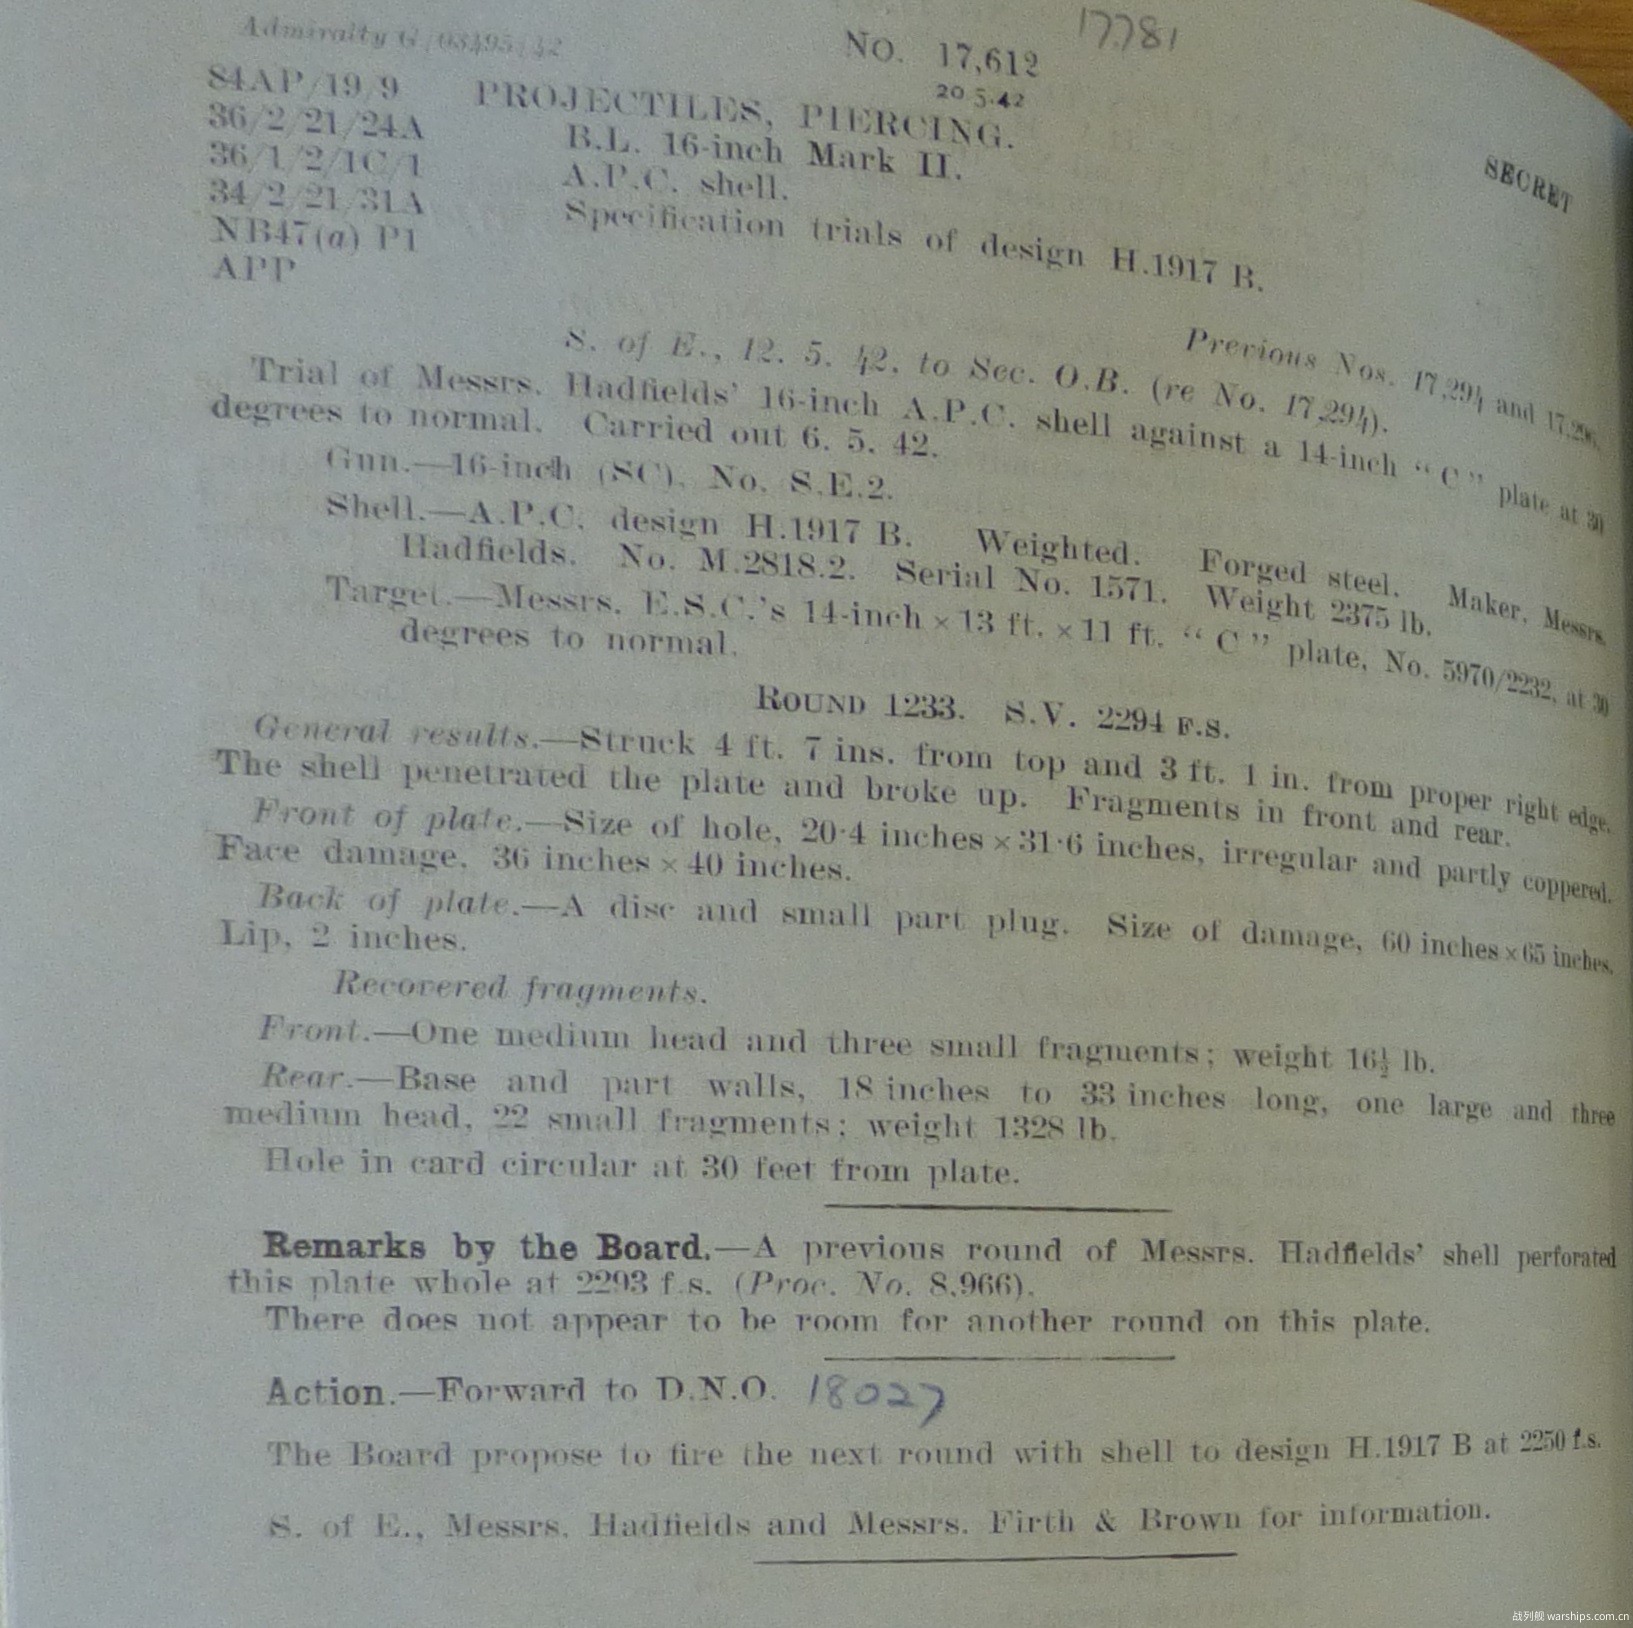 Admiralty G/03495/42
No. 17,612
17781
20.5.42
84AP/19/9
36/2/21/24A
36/1/2/1C/1
34/2/21/31A
NB47(a) P1
APP
PROJECTILES, PIERCING.
B.L. 16-inch Mark II.
A.P.C. shell.
Specification trials of design H.1917 B.
SECRET
Previous Nos. 17,294 and 17,296.
S. of E., 12. 5. 42, to Sec. O.B. (re No. 17,294).
Trial of Messrs. Hadfields' 16-inch A.P.C. shell against a 14-inch " C " plate at 30
degrees to normal. Carried out 6. 5. 42.
Gun.—16-inch (SC), No. S.E.2.
Shell.—A.P.C. design H.1917 B. Weighted. Forged steel. Maker, Messrs.
Hadfields. No. M.2818.2. Serial No. 1571. Weight 2375 lb.
Target.—Messrs. E.S.C.'s 14-inch × 13 ft. × 11 ft. " C " plate, No. 5970/2232, at 30
degrees to normal.
ROUND 1233. S.V. 2294 F.S.
General results.—Struck 4 ft. 7 ins. from top and 3 ft. 1 in. from proper right edge.
The shell penetrated the plate and broke up. Fragments in front and rear.
Front of plate.—Size of hole, 20·4 inches × 31·6 inches, irregular and partly coppered.
Face damage, 36 inches × 40 inches.
Back of plate.—A disc and small part plug. Size of damage, 60 inches × 65 inches.
Lip, 2 inches.
Recovered fragments.
Front.—One medium head and three small fragments; weight 16½ lb.
Rear.—Base and part walls, 18 inches to 33 inches long, one large and three
medium head, 22 small fragments; weight 1328 lb.
Hole in card circular at 30 feet from plate.
Remarks by the Board.—A previous round of Messrs. Hadfields' shell perforated
this plate whole at 2293 f.s. (Proc. No. 8,966).
There does not appear to be room for another round on this plate.
Action.—Forward to D.N.O. 18027
The Board propose to fire the next round with shell to design H.1917 B at 2250 f.s.
S. of E., Messrs. Hadfields and Messrs. Firth & Brown for information.
战列舰 warships.com.cn